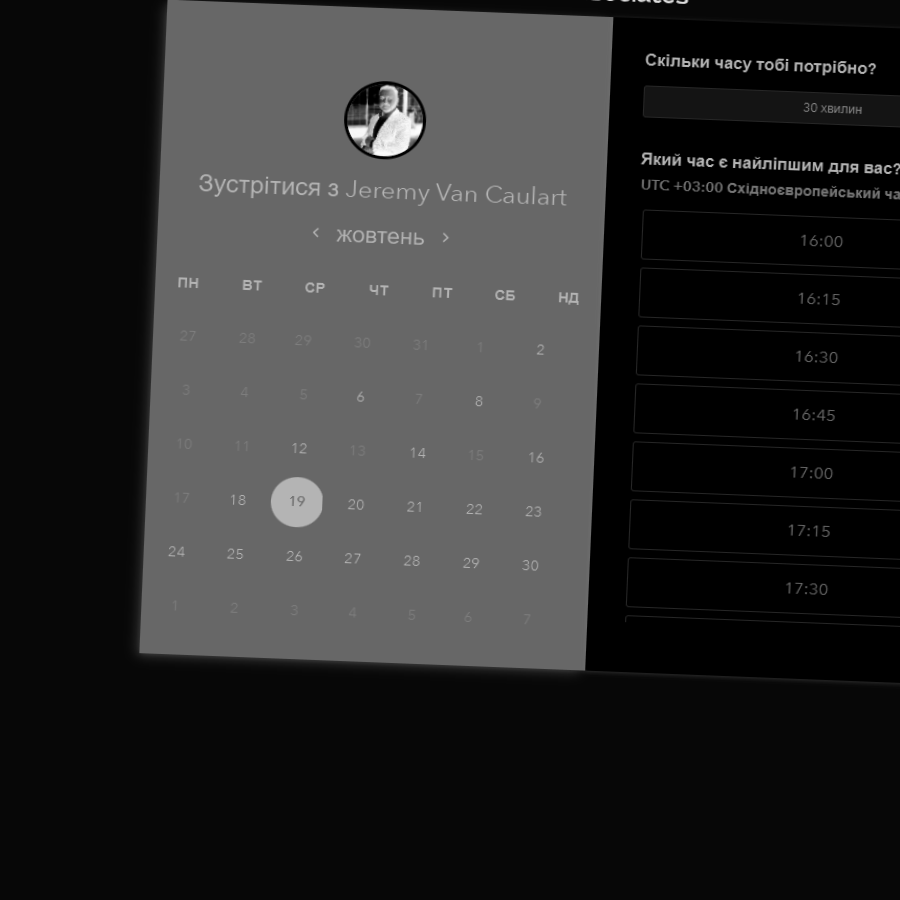 Зустрітися з Jeremy Van Caulart
‹ жовтень ›
ПН ВТ СР ЧТ ПТ СБ НД
27 28 29 30 31 1 2
3 4 5 6 7 8 9
10 11 12 13 14 15 16
17 18 19 20 21 22 23
24 25 26 27 28 29 30
1 2 3 4 5 6 7
Скільки часу тобі потрібно?
30 хвилин
Який час є найліпшим для вас?
UTC +03:00 Східноєвропейський
16:00
16:15
16:30
16:45
17:00
17:15
17:30